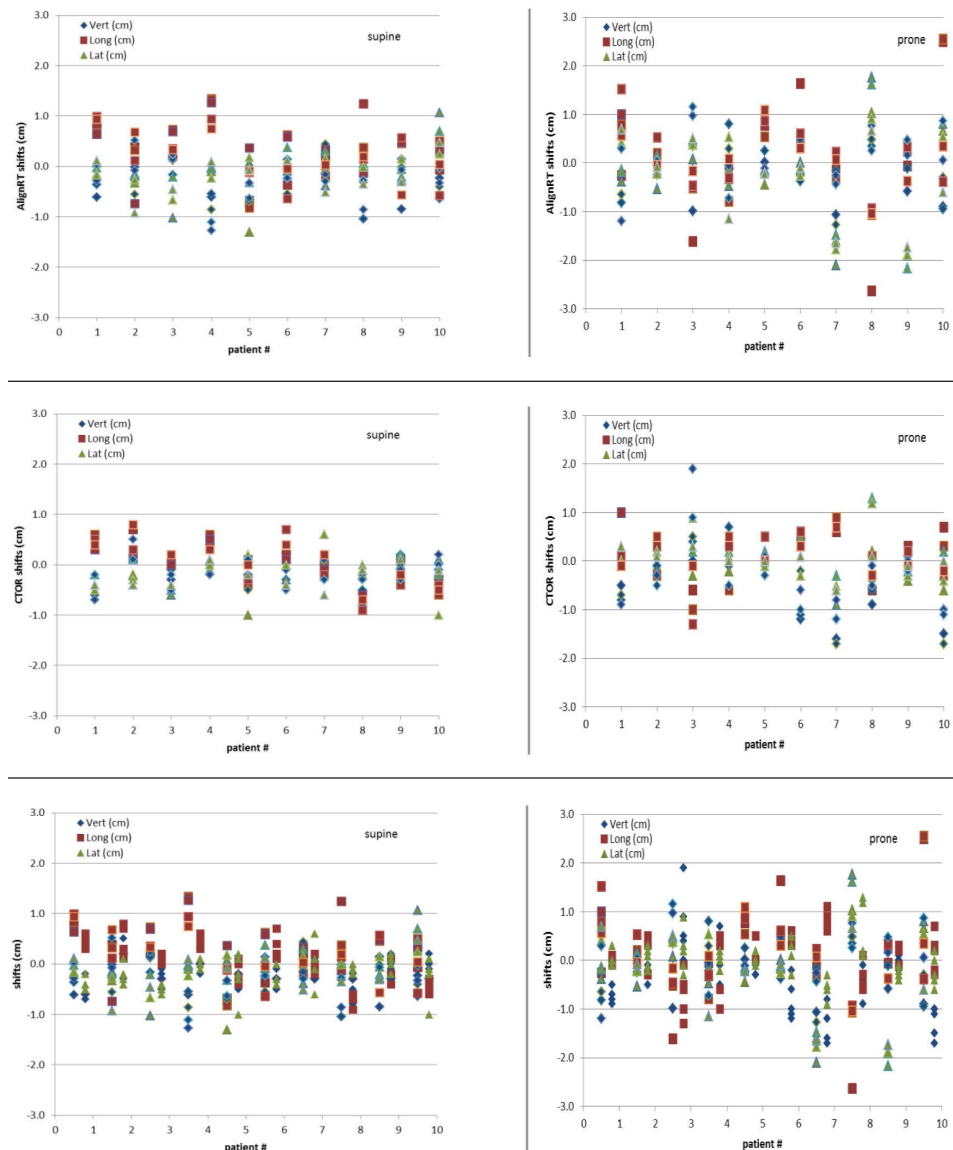 3.0
Vert (cm)
Long (cm)
Lat (cm)
supine
2.0
1.0
0.0
-1.0
-2.0
-3.0
0 1 2 3 4 5 6 7 8 9 10
AlignRT shifts (cm)
patient #
3.0
Vert (cm)
Long (cm)
Lat (cm)
prone
2.0
1.0
0.0
-1.0
-2.0
-3.0
0 1 2 3 4 5 6 7 8 9 10
AlignRT shifts (cm)
patient #
3.0
Vert (cm)
Long (cm)
Lat (cm)
supine
2.0
1.0
0.0
-1.0
-2.0
-3.0
0 1 2 3 4 5 6 7 8 9 10
CTOR shifts (cm)
patient #
3.0
Vert (cm)
Long (cm)
Lat (cm)
prone
2.0
1.0
0.0
-1.0
-2.0
-3.0
0 1 2 3 4 5 6 7 8 9 10
CTOR shifts (cm)
patient #
3.0
Vert (cm)
Long (cm)
Lat (cm)
supine
2.0
1.0
0.0
-1.0
-2.0
-3.0
0 1 2 3 4 5 6 7 8 9 10
shifts (cm)
patient #
3.0
Vert (cm)
Long (cm)
Lat (cm)
prone
2.0
1.0
0.0
-1.0
-2.0
-3.0
0 1 2 3 4 5 6 7 8 9 10
shifts (cm)
patient #